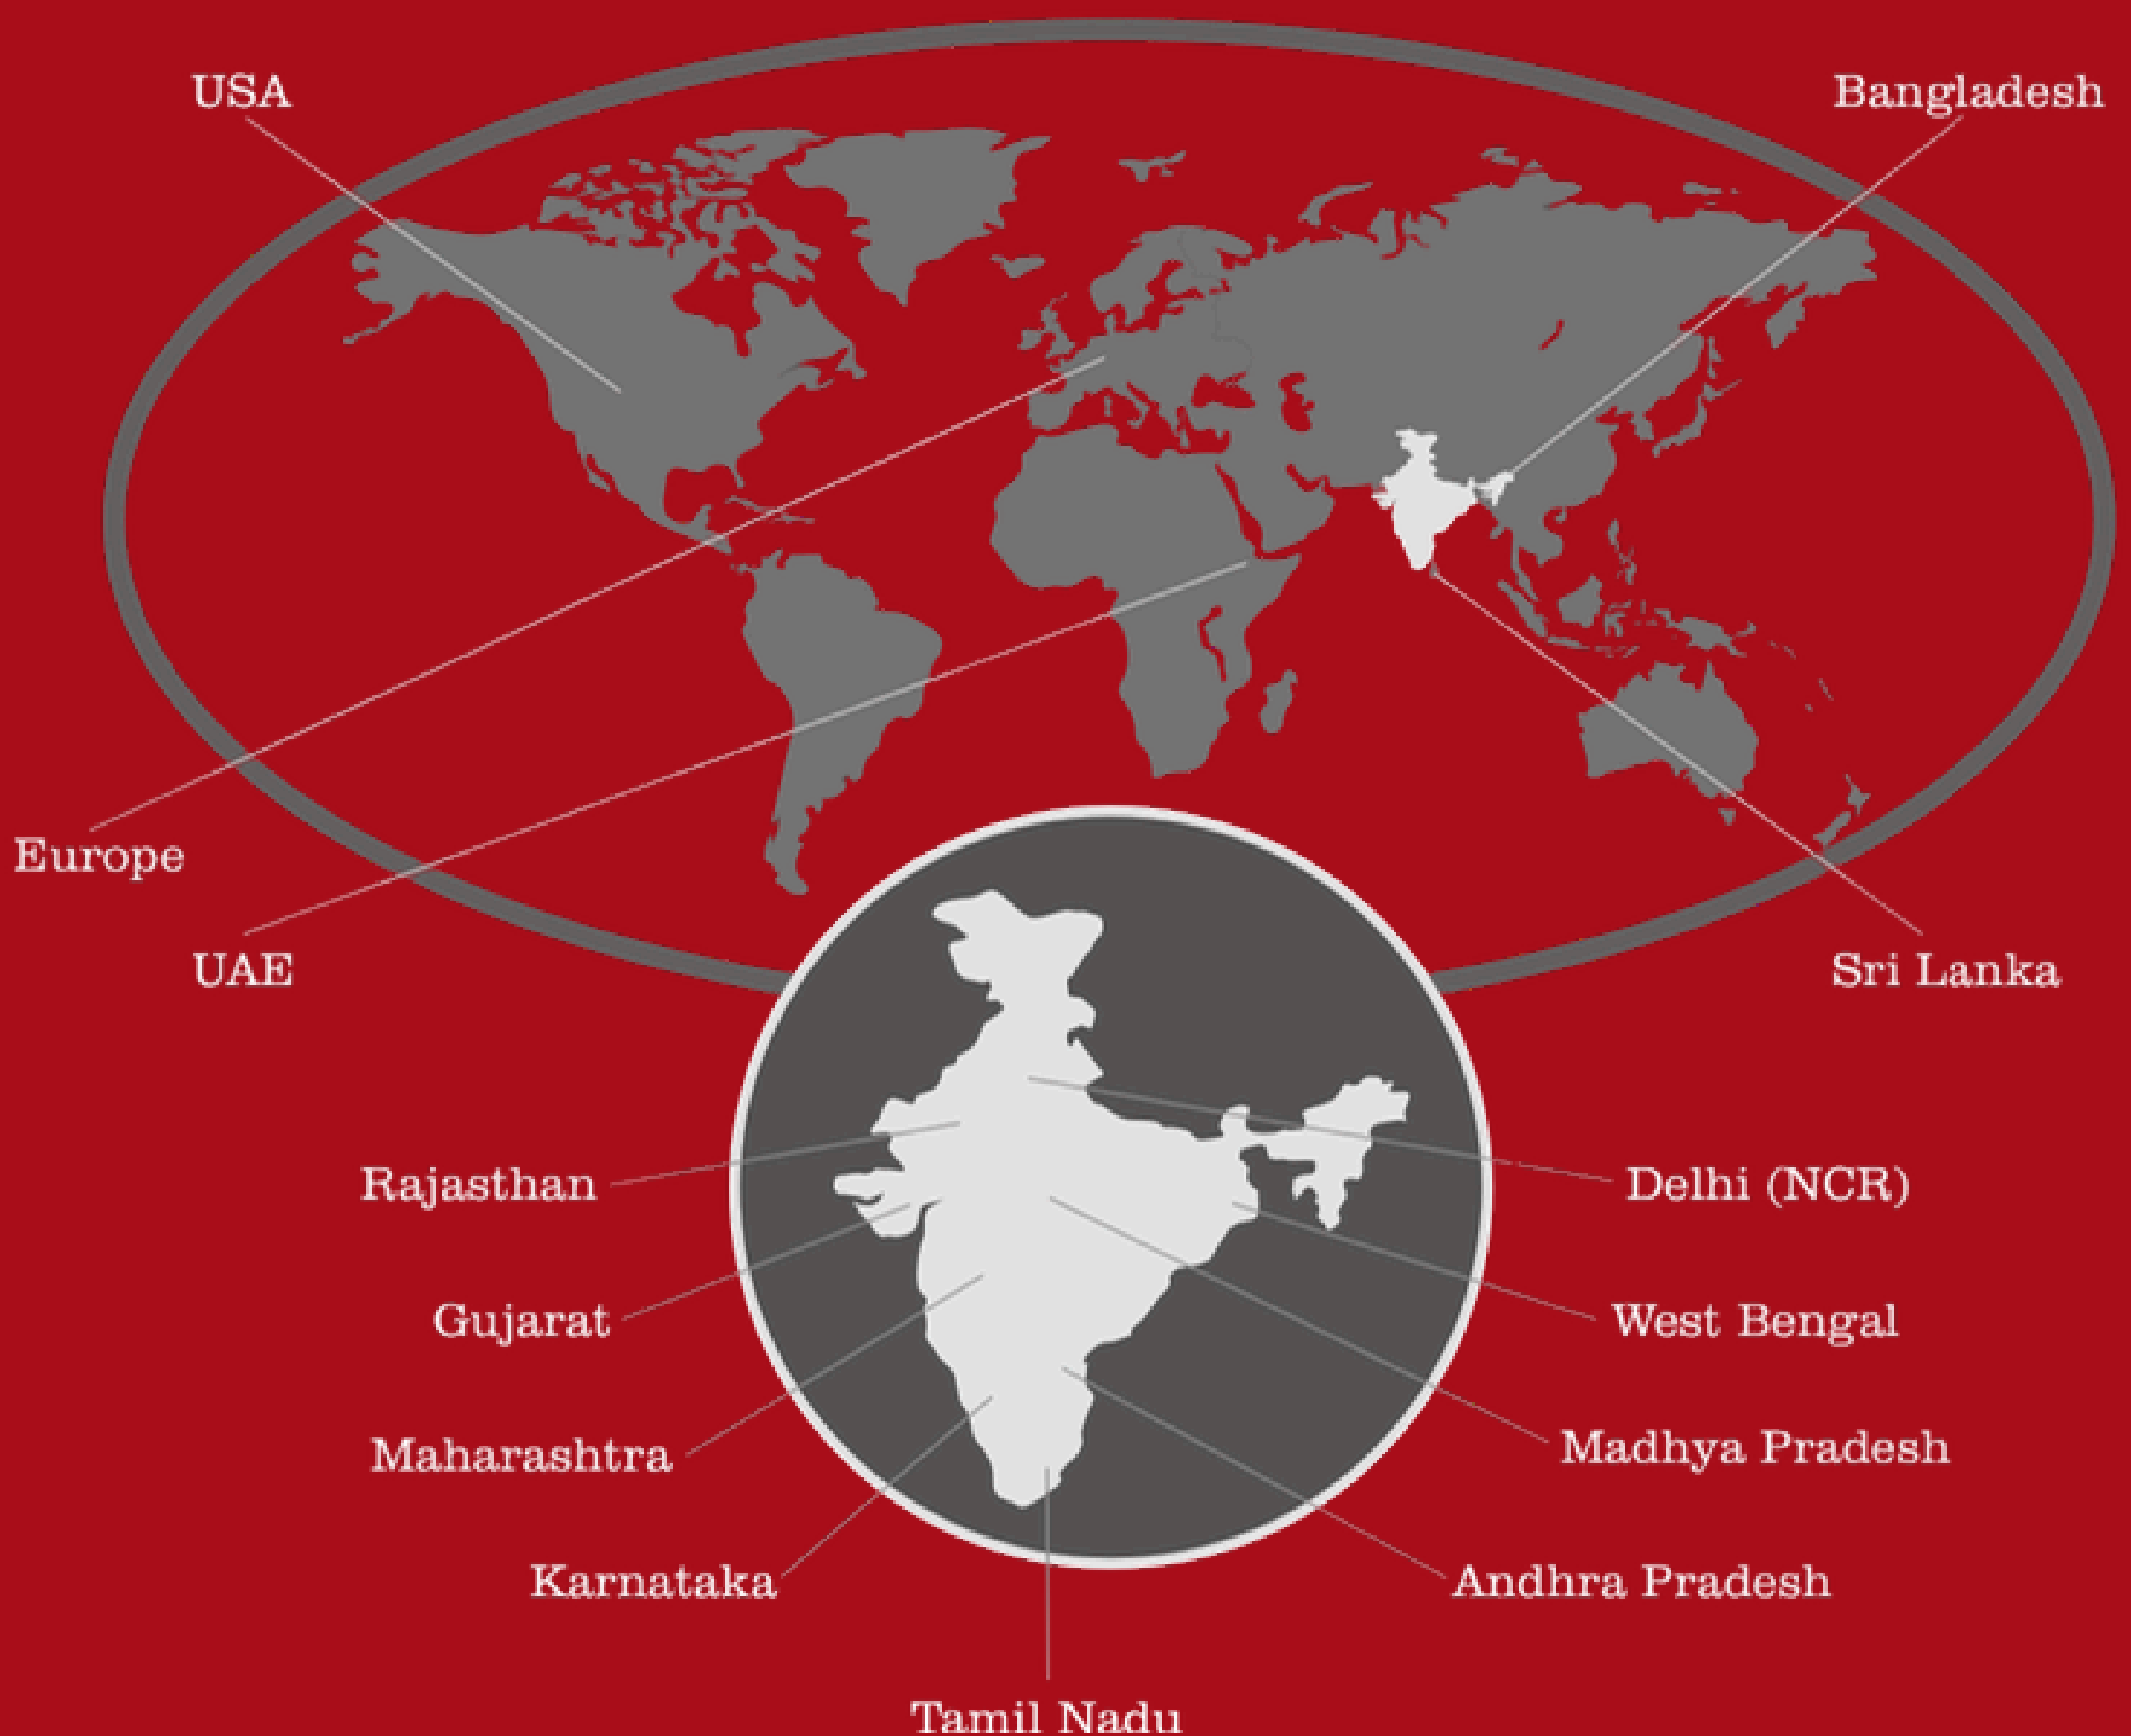 USA
Bangladesh
Europe
UAE
Sri Lanka
Rajasthan
Delhi (NCR)
Gujarat
West Bengal
Maharashtra
Madhya Pradesh
Karnataka
Andhra Pradesh
Tamil Nadu